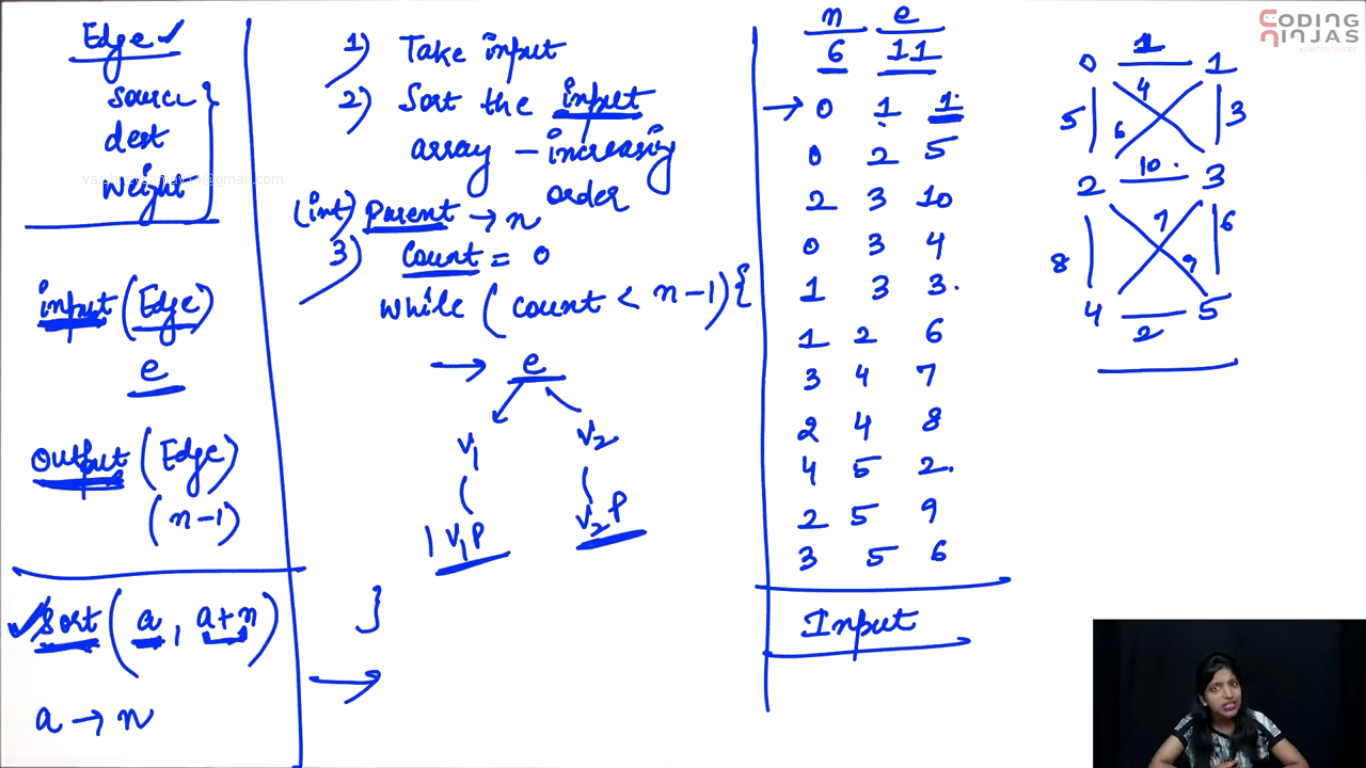 Edge ✓
source
dest
weight
input (Edge)
e
output (Edge)
(n-1)
✓ Sort (a, a+n)
a → n
1) Take input
2) Sort the input
array - increasing
order
(int) Parent → n
3) Count = 0
while (count < n-1) {
→ e
v1 v2
v1P v2P
}
→
n e
6 11
→ 0 1 1
0 2 5
2 3 10
0 3 4
1 3 3
1 2 6
3 4 7
2 4 8
4 5 2
2 5 9
3 5 6
Input
CODING
NINJAS
0 1 1
4
5 3
6
2 10 3
7 6
8 9
4 2 5